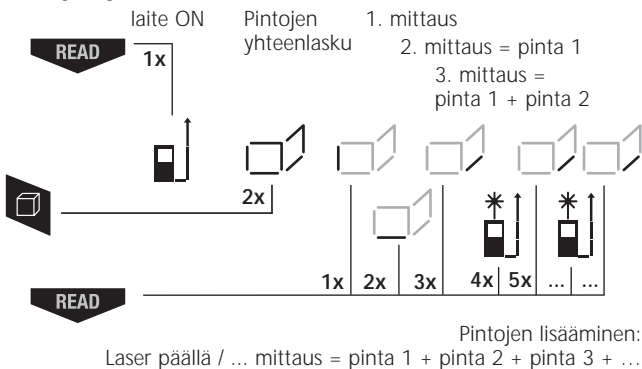 laite ON
Pintojen
yhteenlasku
1. mittaus
2. mittaus = pinta 1
3. mittaus =
pinta 1 + pinta 2
READ
1x
2x
1x 2x 3x 4x 5x ... ...
READ
Pintojen lisääminen:
Laser päällä / ... mittaus = pinta 1 + pinta 2 + pinta 3 + ...